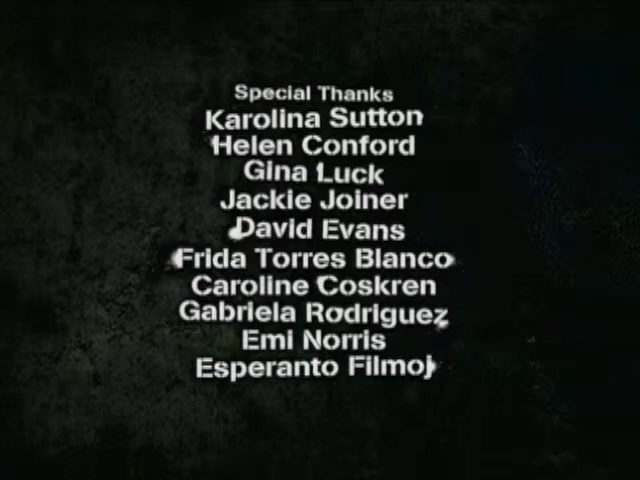 Special Thanks
Karolina Sutton
Helen Conford
Gina Luck
Jackie Joiner
David Evans
Frida Torres Blanco
Caroline Coskren
Gabriela Rodriguez
Emi Norris
Esperanto Filmoj